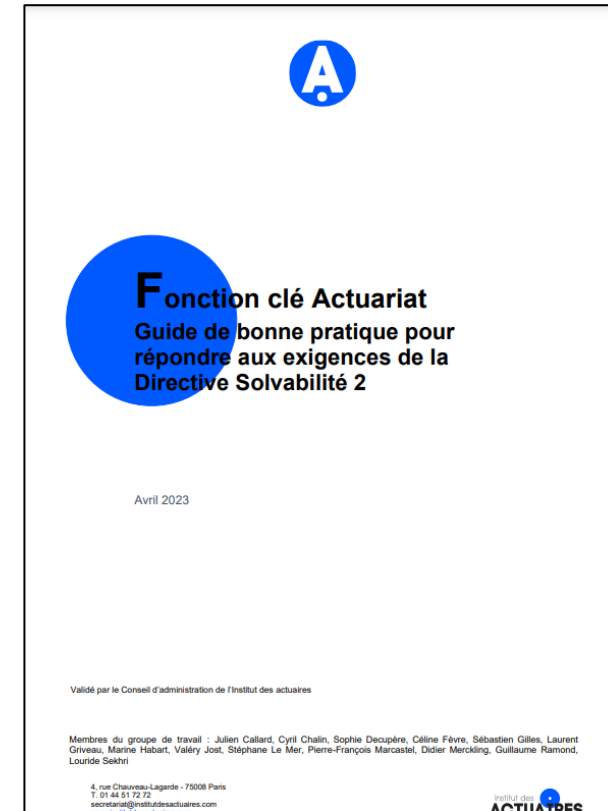 A
Fonction clé Actuariat
Guide de bonne pratique pour
répondre aux exigences de la
Directive Solvabilité 2
Avril 2023
Validé par le Conseil d'administration de l'Institut des actuaires
Membres du groupe de travail : Julien Callard, Cyril Chalin, Sophie Decupère, Céline Fèvre, Sébastien Gilles, Laurent
Griveau, Marine Habart, Valéry Jost, Stéphane Le Mer, Pierre-François Marcastel, Didier Merckling, Guillaume Ramond,
Louride Sekhri
4, rue Chauveau-Lagarde - 75008 Paris
T. 01 44 51 72 72
secretariat@institutdesactuaires.com
Institut des
ACTUAIRES